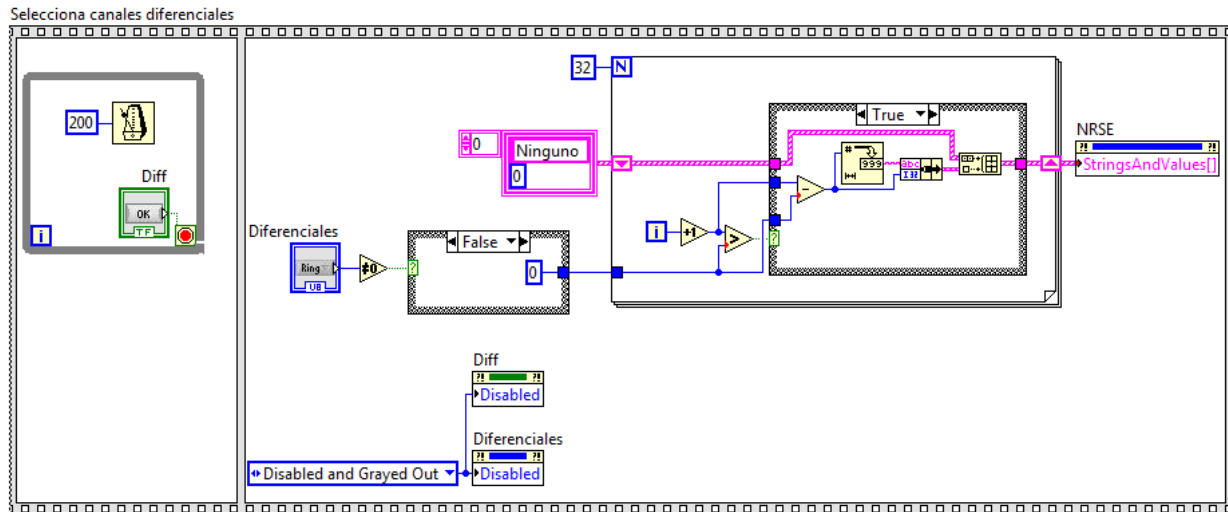 Selecciona canales diferenciales
200
Diff
OK
TF
i
32
N
0
Ninguno
0
True
#
999
abc
I32
NRSE
?! ?!
StringsAndValues[]
-
i
+1
>
?
Diferenciales
Ring
U8
≠0
?
False
0
Diff
?! ?!
Disabled
Diferenciales
?! ?!
Disabled
Disabled and Grayed Out